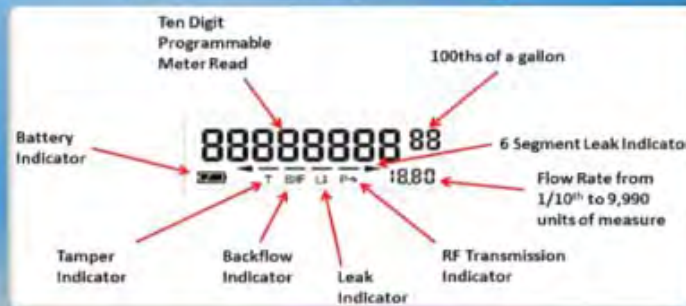 Ten Digit
Programmable
Meter Read
100ths of a gallon
88888888 88
Battery
Indicator
6 Segment Leak Indicator
T B/F LI
18.80
Flow Rate from
1/10th to 9,990
units of measure
Tamper
Indicator
Backflow
Indicator
Leak
Indicator
RF Transmission
Indicator